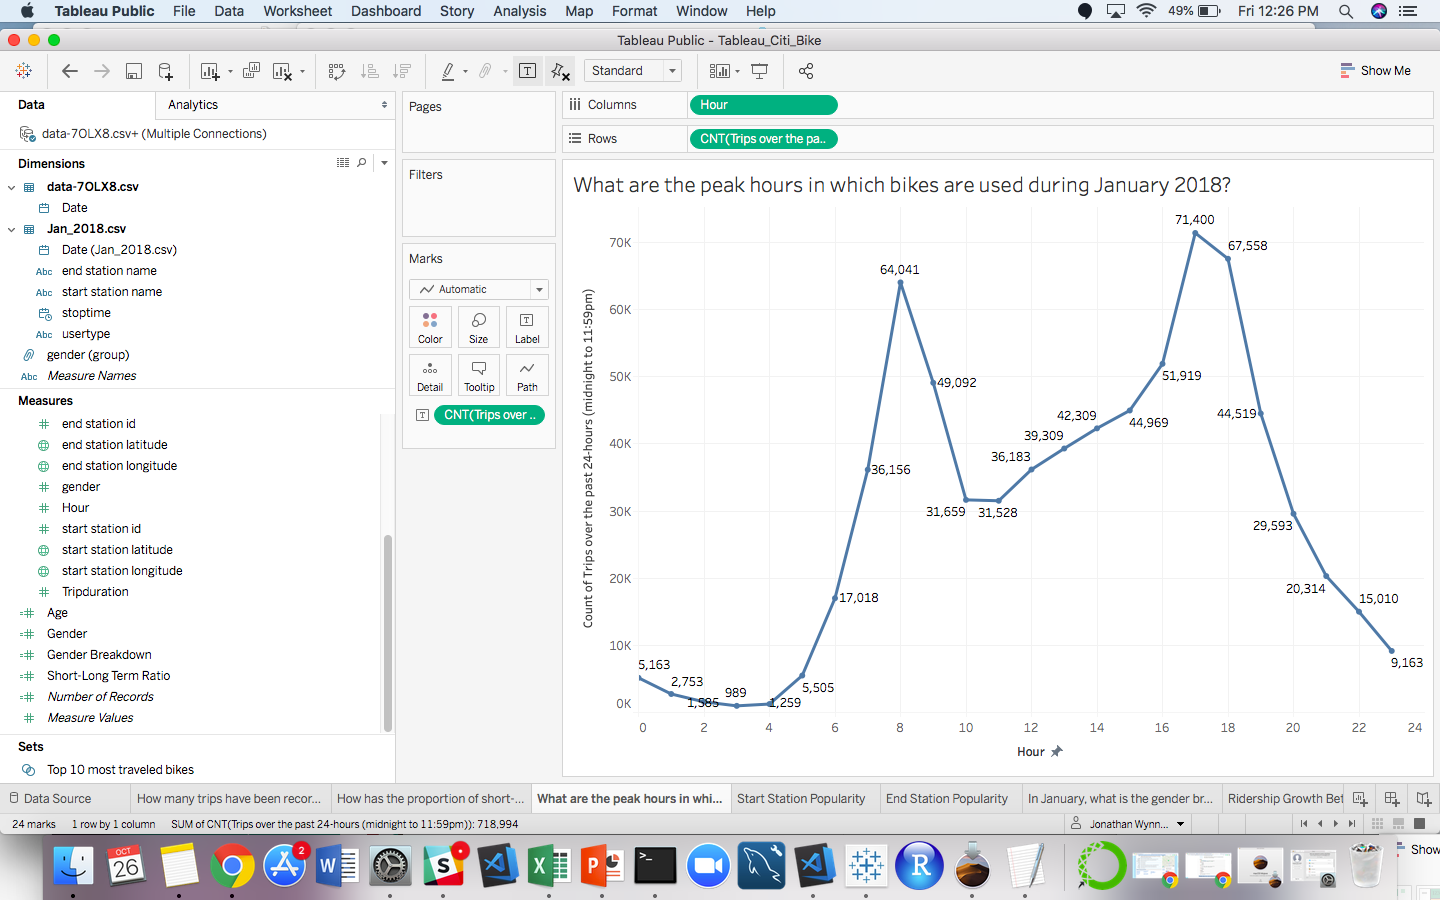 Tableau Public File Data Worksheet Dashboard Story Analysis Map Format Window Help 49% Fri 12:26 PM
Tableau Public - Tableau_Citi_Bike
Standard
Show Me
Data
Analytics
data-7OLX8.csv+ (Multiple Connections)
Dimensions
data-7OLX8.csv
Date
Jan_2018.csv
Date (Jan_2018.csv)
Abc end station name
Abc start station name
stoptime
Abc usertype
gender (group)
Abc Measure Names
Measures
end station id
end station latitude
end station longitude
gender
Hour
start station id
start station latitude
start station longitude
Tripduration
Age
Gender
Gender Breakdown
Short-Long Term Ratio
Number of Records
Measure Values
Sets
Top 10 most traveled bikes
Pages
Filters
Marks
Automatic
Color
Size
Label
Detail
Tooltip
Path
CNT(Trips over ..
Columns
Hour
Rows
CNT(Trips over the pa..
What are the peak hours in which bikes are used during January 2018?
Count of Trips over the past 24-hours (midnight to 11:59pm)
70K
60K
50K
40K
30K
20K
10K
0K
5,163
2,753
1,585
989
1,259
5,505
17,018
36,156
64,041
49,092
31,659
31,528
36,183
39,309
42,309
44,969
51,919
71,400
67,558
44,519
29,593
20,314
15,010
9,163
0 2 4 6 8 10 12 14 16 18 20 22 24
Hour
Data Source
How many trips have been recor...
How has the proportion of short-...
What are the peak hours in whi...
Start Station Popularity
End Station Popularity
In January, what is the gender br...
Ridership Growth Bet
24 marks 1 row by 1 column SUM of CNT(Trips over the past 24-hours (midnight to 11:59pm)): 718,994
Jonathan Wynn...
OCT
26
2
W
S
X
P
>_
R
Show